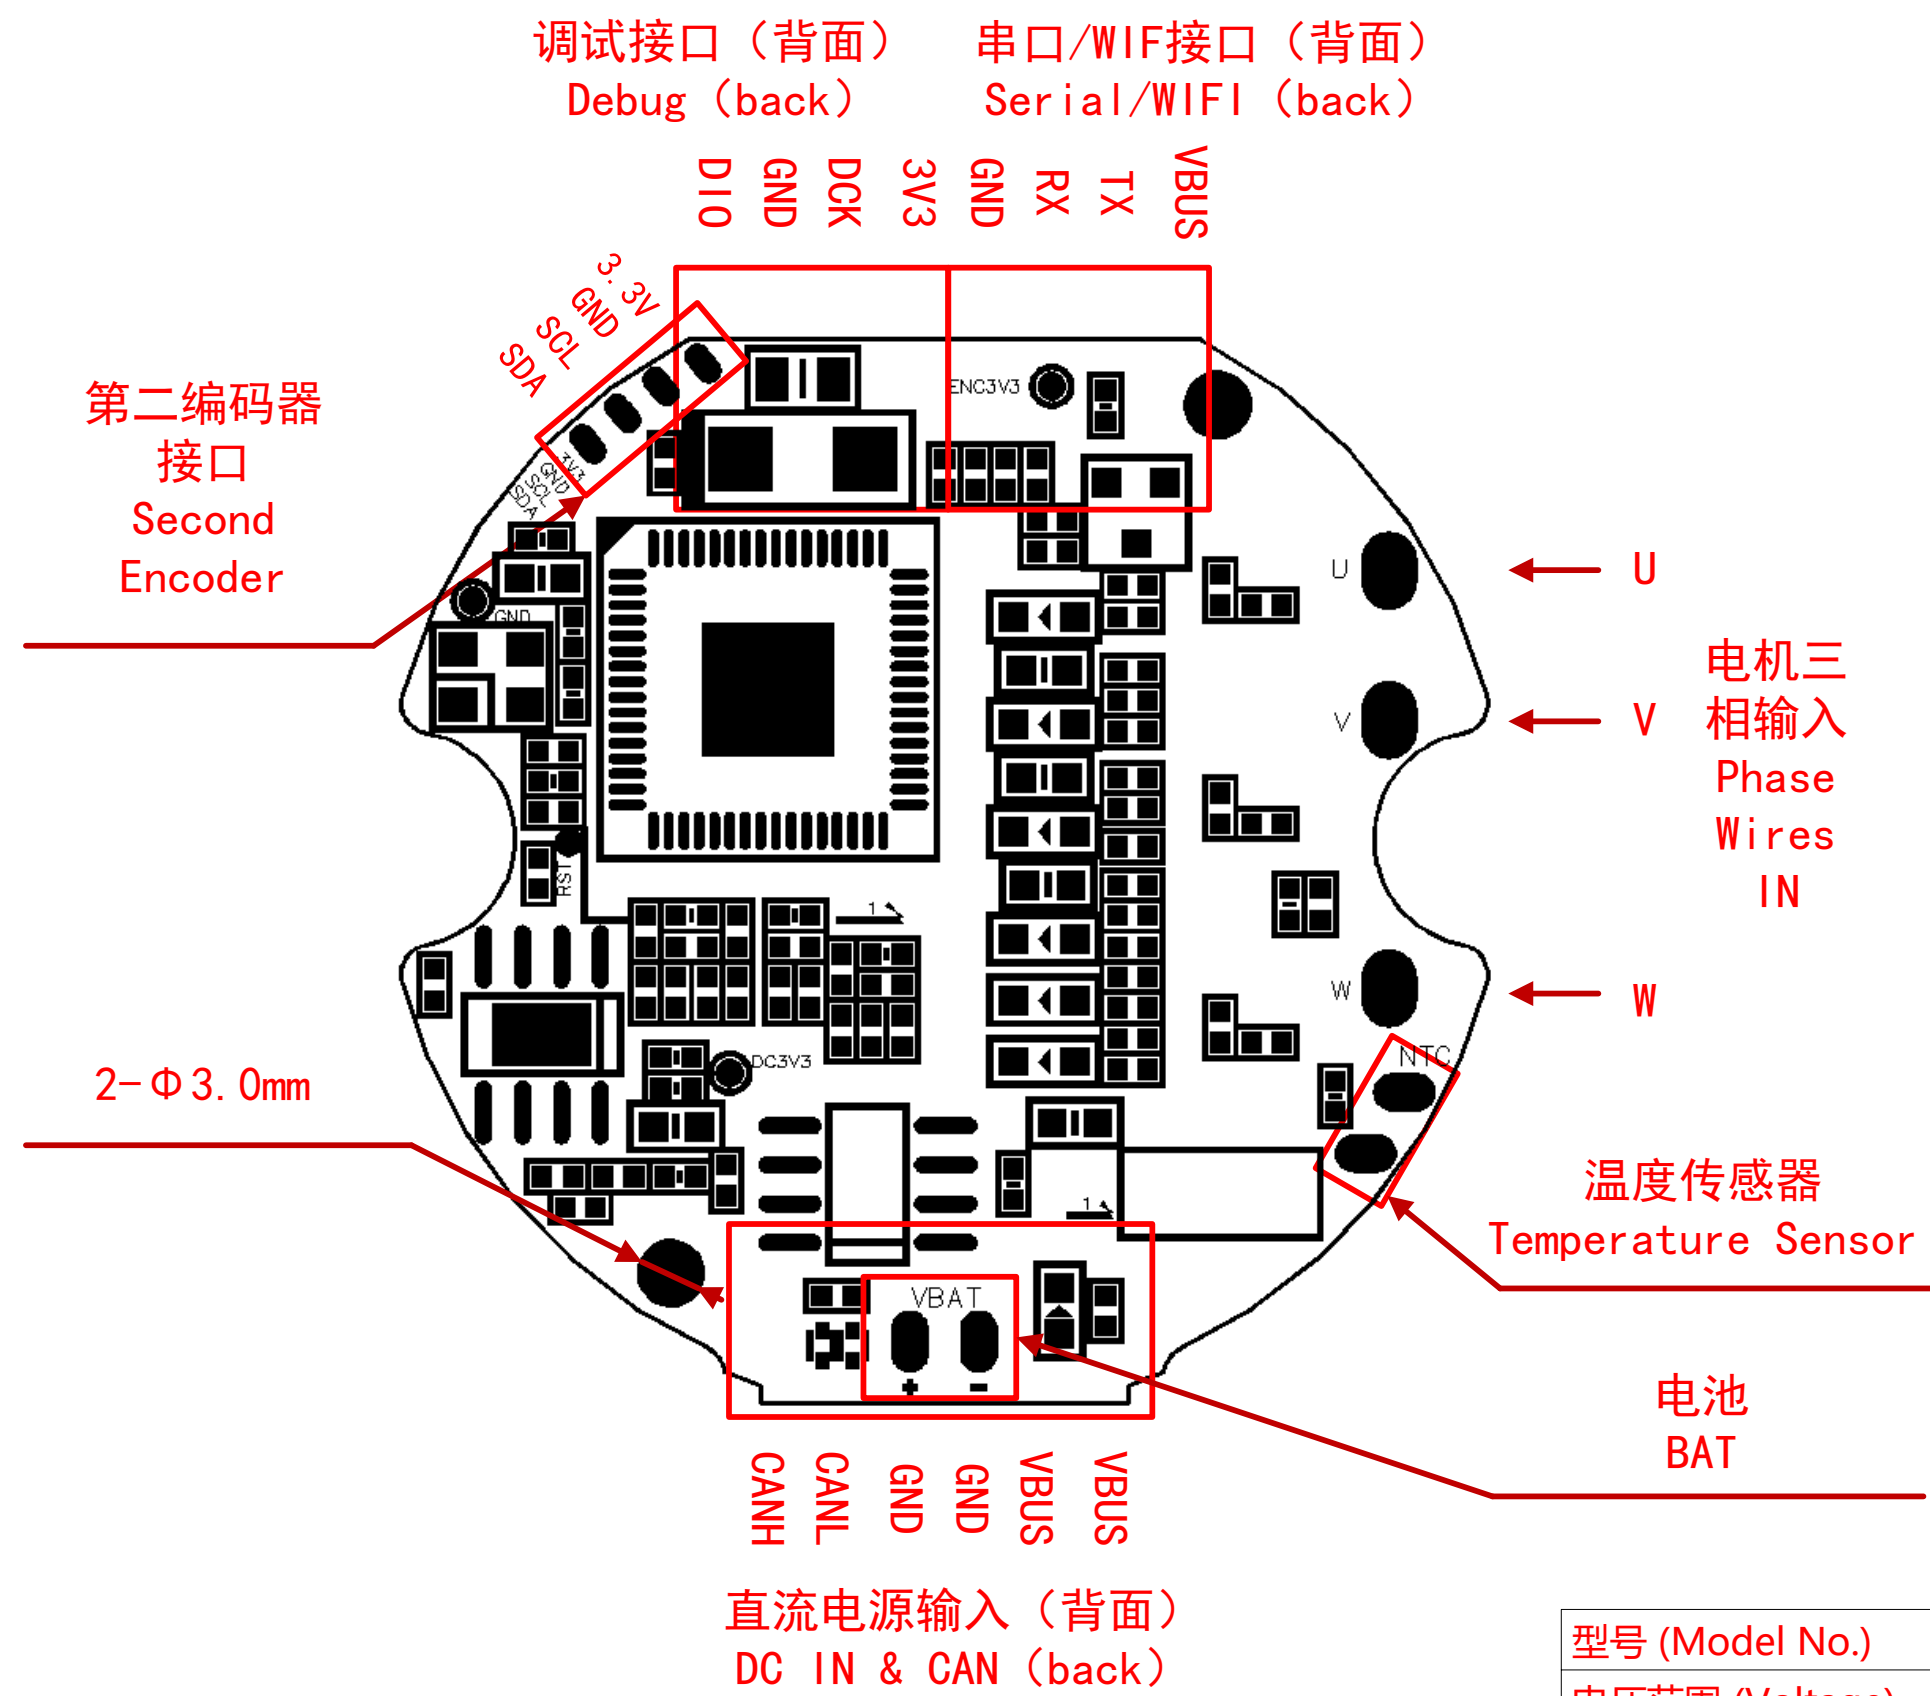 调试接口（背面）
Debug（back）
串口/WIF接口（背面）
Serial/WIFI（back）
DIO
GND
DCK
3V3
GND
RX
TX
VBUS
3.3V
GND
SCL
SDA
第二编码器
接口
Second
Encoder
ENC3V3
3V3
GND
SCL
SDA
GND
U
U
V
V
电机三
相输入
Phase
Wires
IN
RST
1
W
W
DC3V3
NTC
2-Φ3.0mm
1
温度传感器
Temperature Sensor
VBAT
+
-
电池
BAT
CANH
CANL
GND
GND
VBUS
VBUS
直流电源输入（背面）
DC IN & CAN（back）
型号 (Model No.)